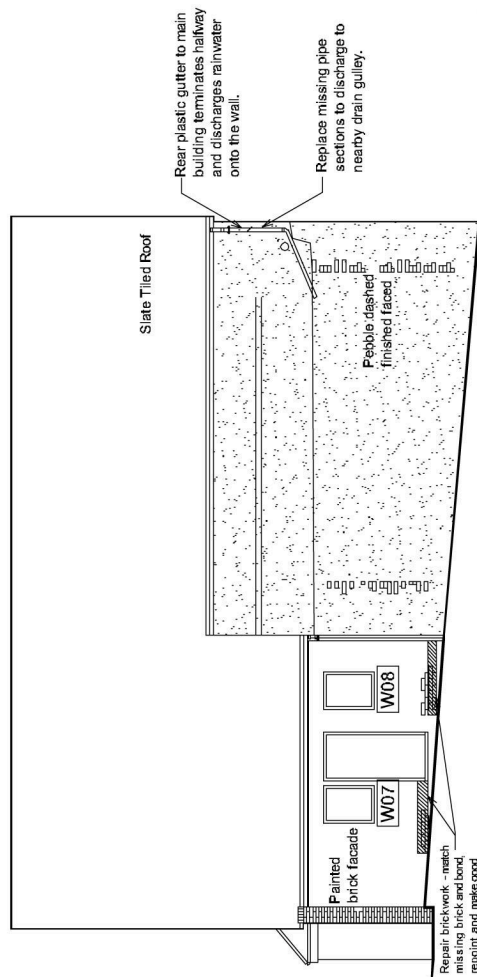 Slate Tiled Roof
Rear plastic gutter to main
building terminates halfway
and discharges rainwater
onto the wall.
Replace missing pipe
sections to discharge to
nearby drain gulley.
Pebble dashed
finished faced
Painted
brick facade
W07
W08
Repair brickwork - match
missing brick and bond,
repoint and make good